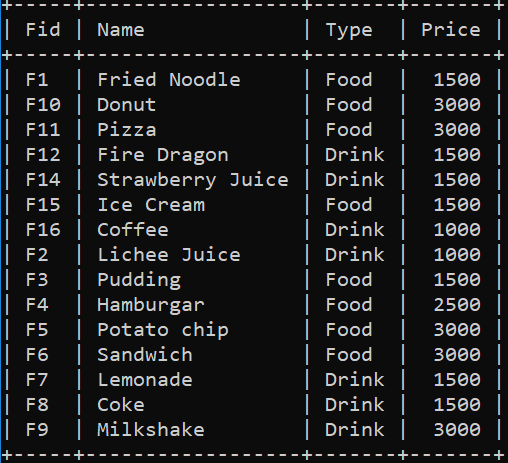 +-----+------------------+-------+-------+
| Fid | Name             | Type  | Price |
+-----+------------------+-------+-------+
| F1  | Fried Noodle     | Food  |  1500 |
| F10 | Donut            | Food  |  3000 |
| F11 | Pizza            | Food  |  3000 |
| F12 | Fire Dragon      | Drink |  1500 |
| F14 | Strawberry Juice | Drink |  1500 |
| F15 | Ice Cream        | Food  |  1500 |
| F16 | Coffee           | Drink |  1000 |
| F2  | Lichee Juice     | Drink |  1000 |
| F3  | Pudding          | Food  |  1500 |
| F4  | Hamburgar        | Food  |  2500 |
| F5  | Potato chip      | Food  |  3000 |
| F6  | Sandwich         | Food  |  3000 |
| F7  | Lemonade         | Drink |  1500 |
| F8  | Coke             | Drink |  1500 |
| F9  | Milkshake        | Drink |  3000 |
+-----+------------------+-------+-------+